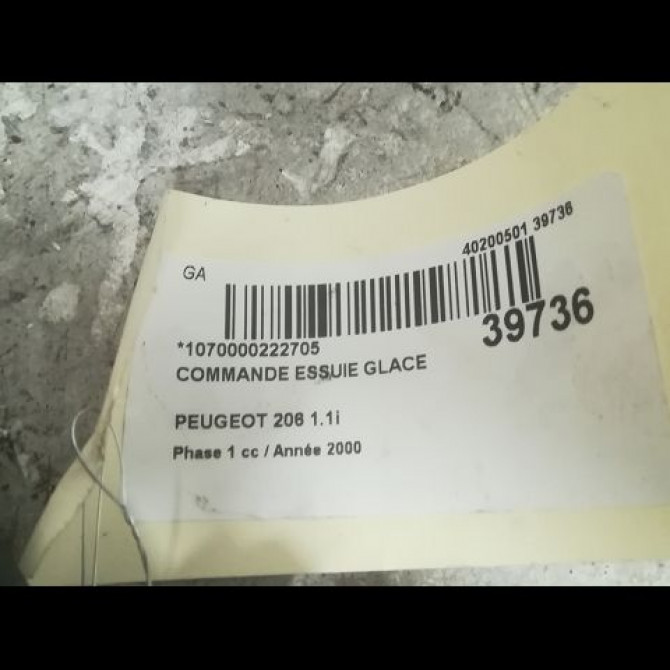 40200501 39736
GA
39736
*1070000222705
COMMANDE ESSUIE GLACE
PEUGEOT 206 1.1i
Phase 1 cc / Année 2000